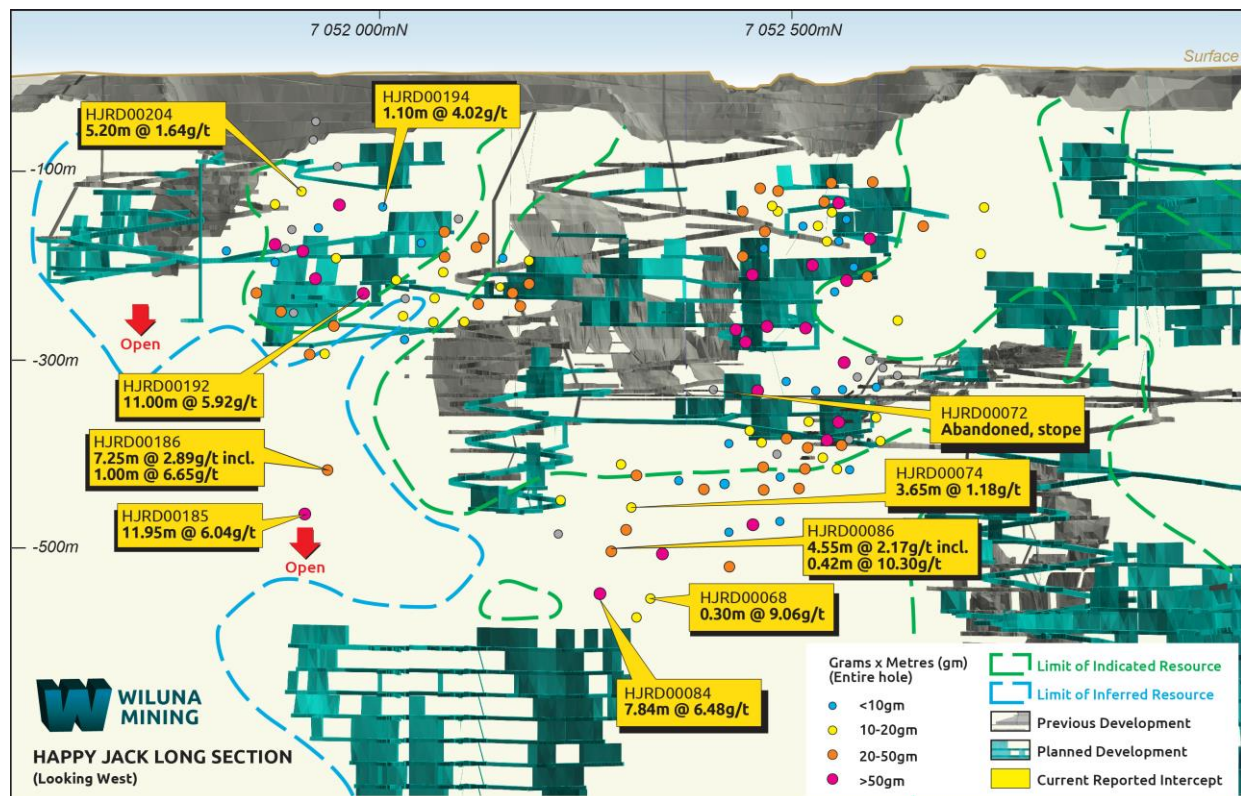 7 052 000mN
7 052 500mN
Surface
HJRD00194
1.10m @ 4.02g/t
HJRD00204
5.20m @ 1.64g/t
-100m
Open
-300m
HJRD00192
11.00m @ 5.92g/t
HJRD00072
Abandoned, stope
HJRD00186
7.25m @ 2.89g/t incl.
1.00m @ 6.65g/t
HJRD00074
3.65m @ 1.18g/t
HJRD00185
11.95m @ 6.04g/t
HJRD00086
4.55m @ 2.17g/t incl.
0.42m @ 10.30g/t
-500m
Open
HJRD00068
0.30m @ 9.06g/t
HJRD00084
7.84m @ 6.48g/t
WILUNA
MINING
HAPPY JACK LONG SECTION
(Looking West)
Grams x Metres (gm)
(Entire hole)
<10gm
10-20gm
20-50gm
>50gm
Limit of Indicated Resource
Limit of Inferred Resource
Previous Development
Planned Development
Current Reported Intercept